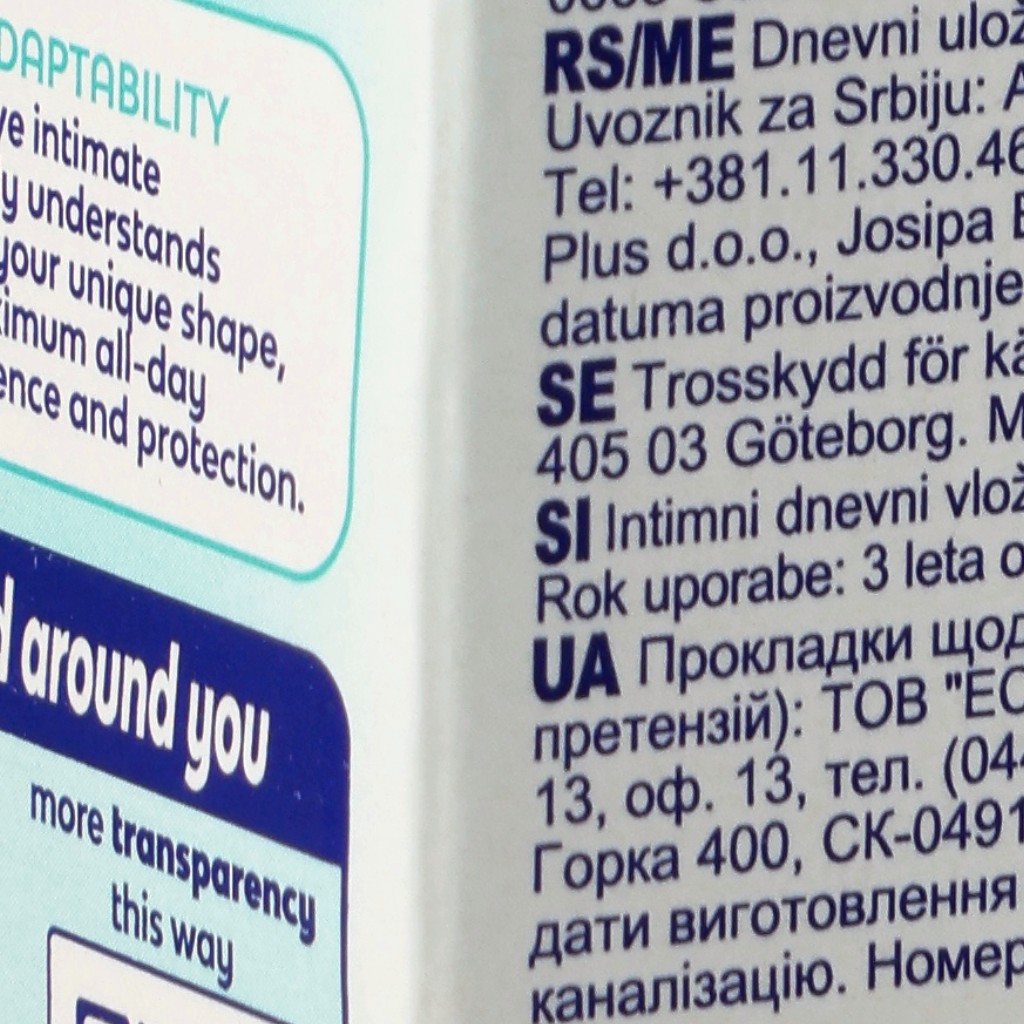 DAPTABILITY
ve intimate
y understands
your unique shape,
imum all-day
ence and protection.
d around you
more transparency
this way
RS/ME Dnevni ulož
Uvoznik za Srbiju: A
Tel: +381.11.330.46
Plus d.o.o., Josipa
datuma proizvodnje
SE Trosskydd för kä
405 03 Göteborg. M
SI Intimni dnevni vlož
Rok uporabe: 3 leta o
UA Прокладки щод
претензій): ТОВ "ЕС
13, оф. 13, тел. (044
Горка 400, СК-0491
дати виготовлення
каналізацію. Номер